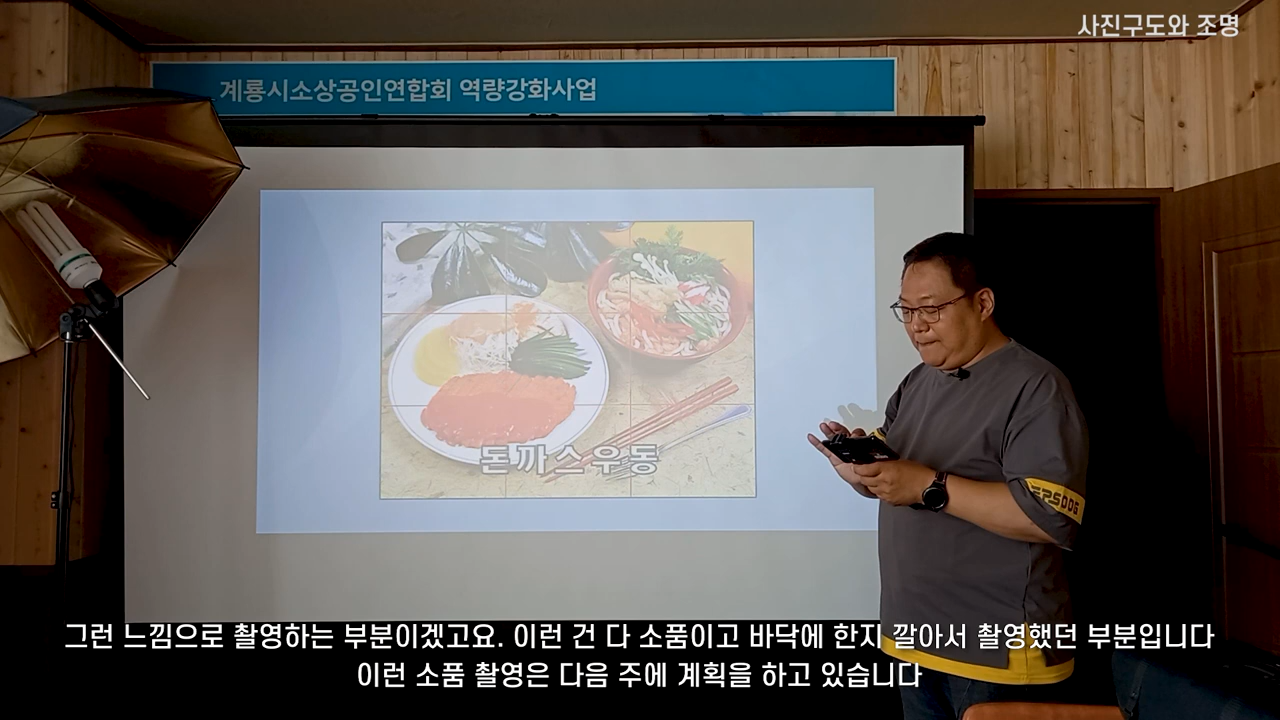 사진구도와 조명
계룡시소상공인연합회 역량강화사업
돈까스우동
그런 느낌으로 촬영하는 부분이겠고요. 이런 건 다 소품이고 바닥에 한지 깔아서 촬영했던 부분입니다
이런 소품 촬영은 다음 주에 계획을 하고 있습니다